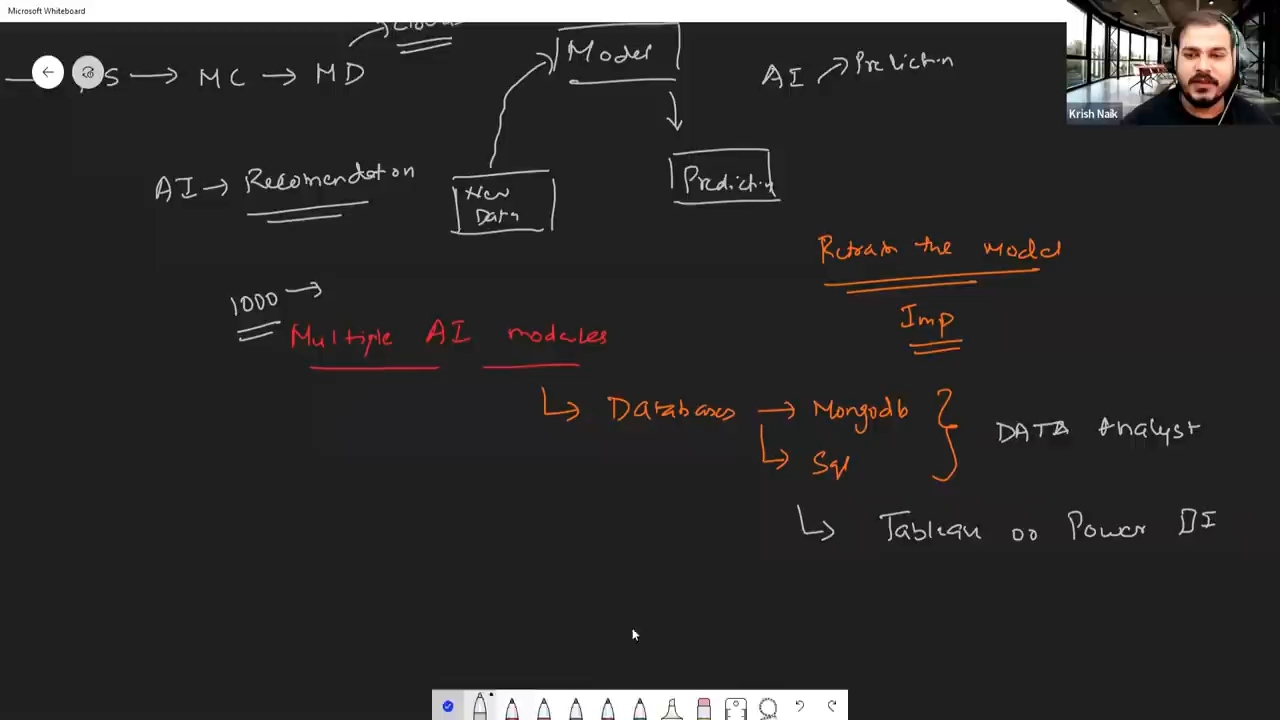 Microsoft Whiteboard
S → MC → MD
Model
AI → Prediction
Krish Naik
AI → Recomendation
New
Data
Prediction
Retrain the model
Imp
1000 →
Multiple AI modules
Databases → Mongodb
Sql
DATA Analyst
Tableau or Power BI